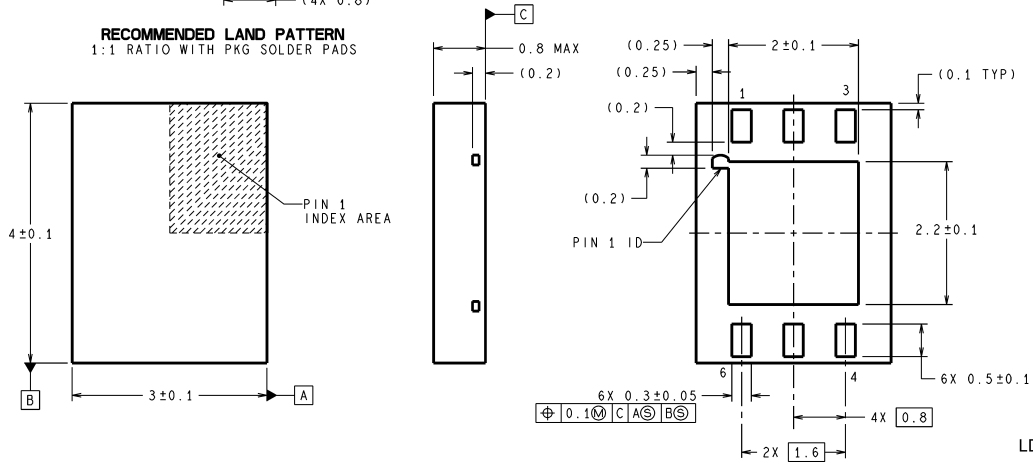 (4X 0.8)
RECOMMENDED LAND PATTERN
1:1 RATIO WITH PKG SOLDER PADS
C
0.8 MAX
(0.2)
(0.25)
2±0.1
(0.25)
(0.1 TYP)
(0.2)
1
3
PIN 1
INDEX AREA
4±0.1
(0.2)
PIN 1 ID
2.2±0.1
B
3±0.1
A
6
4
6X 0.5±0.1
6X 0.3±0.05
⌖ 0.1Ⓜ C AⓈ BⓈ
4X 0.8
2X 1.6